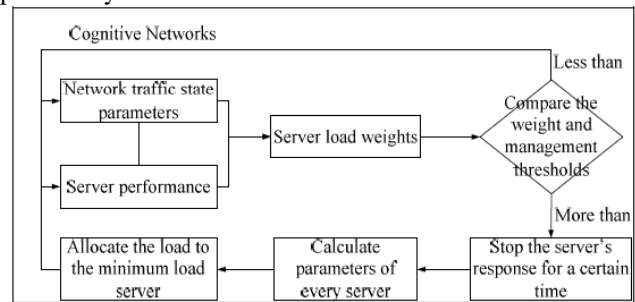 Cognitive Networks
Less than
Network traffic state
parameters
Compare the
weight and
management
thresholds
Server load weights
Server performance
More than
Allocate the load to
the minimum load
server
Calculate
parameters of
every server
Stop the server's
response for a certain
time